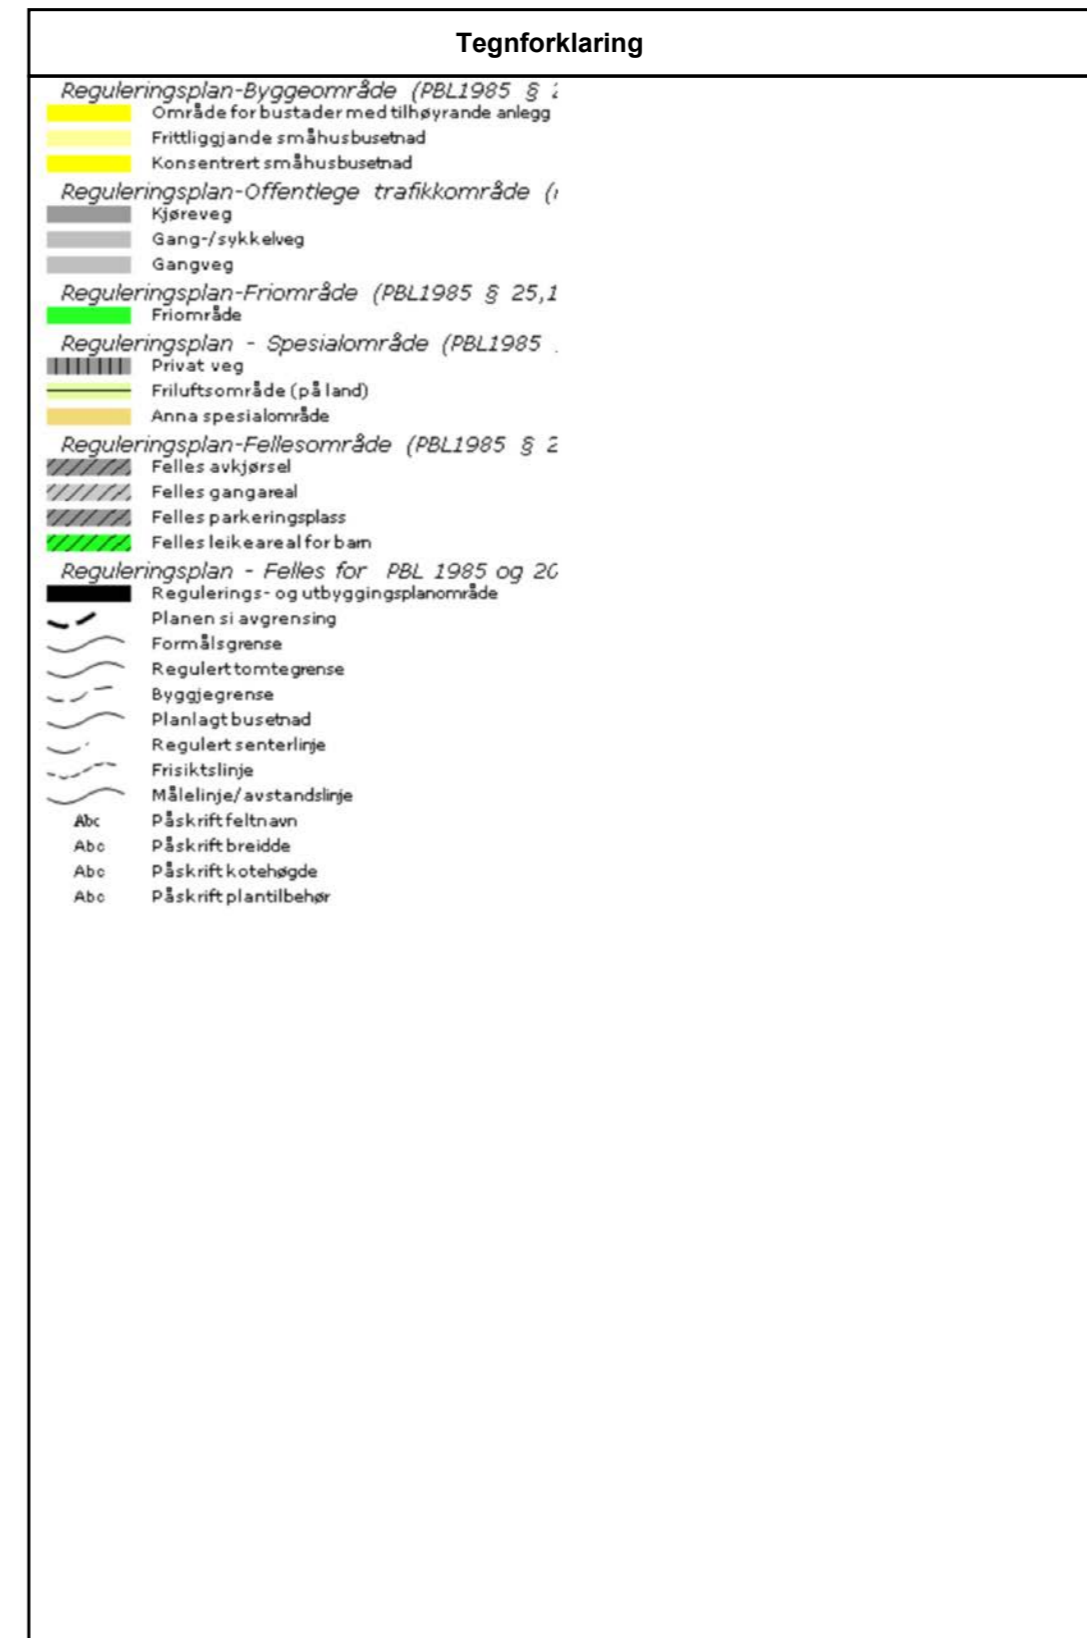 Tegnforklaring
Reguleringsplan-Byggeområde (PBL1985 §
Område for bustader med tilhøyrande anlegg
Frittliggjande småhusbusetnad
Konsentrert småhusbusetnad
Reguleringsplan-Offentlege trafikkområde (
Kjøreveg
Gang-/sykkelveg
Gangveg
Reguleringsplan-Friområde (PBL1985 § 25,1
Friområde
Reguleringsplan - Spesialområde (PBL1985
Privat veg
Friluftsområde (på land)
Anna spesialområde
Reguleringsplan-Fellesområde (PBL1985 § 2
Felles avkjørsel
Felles gangareal
Felles parkeringsplass
Felles leikeareal for barn
Reguleringsplan - Felles for PBL 1985 og 20
Regulerings- og utbyggingsplanområde
Planen si avgrensing
Formålsgrense
Regulert tomtegrense
Byggjegrense
Planlagt busetnad
Regulert senterlinje
Frisiktslinje
Målelinje/avstandslinje
Abc Påskrift feltnavn
Abc Påskrift breidde
Abc Påskrift kotehøgde
Abc Påskrift plantilbehør